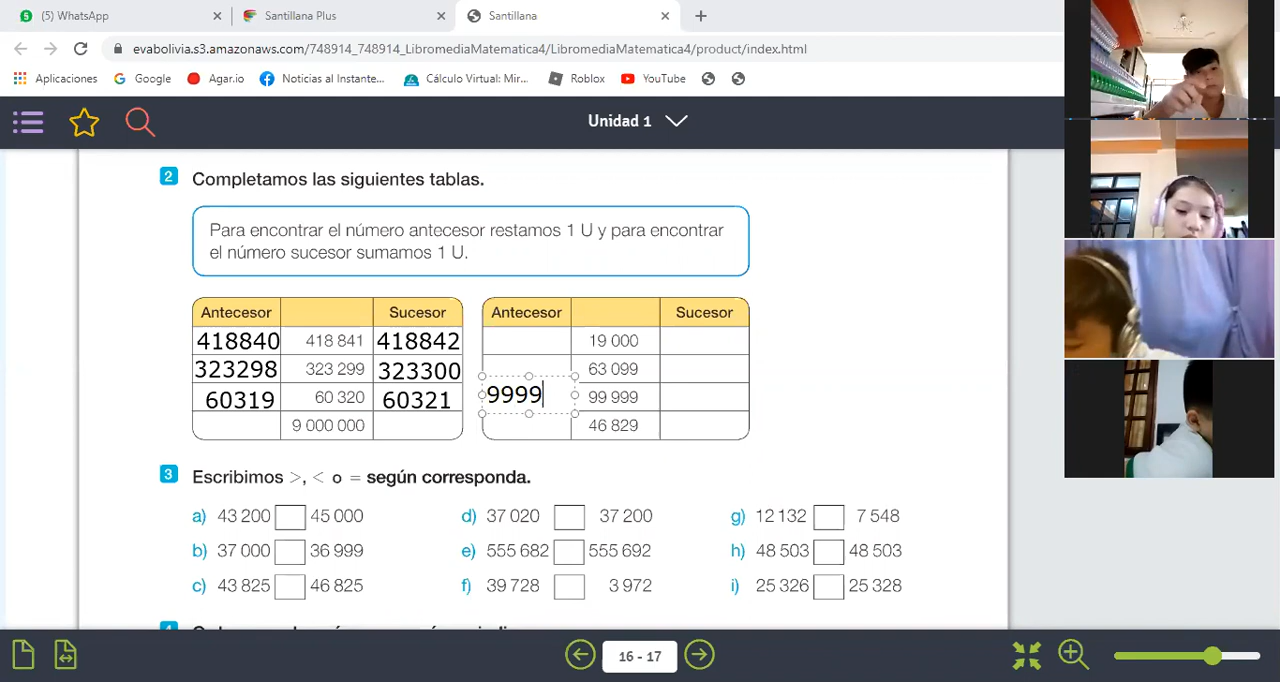 (5) WhatsApp
Santillana Plus
Santillana
evabolivia.s3.amazonaws.com/748914_748914_LibromediaMatematica4/LibromediaMatematica4/product/index.html
Aplicaciones Google Agar.io Noticias al Instante... Cálculo Virtual: Mir... Roblox YouTube
Unidad 1
2 Completamos las siguientes tablas.
Para encontrar el número antecesor restamos 1 U y para encontrar
el número sucesor sumamos 1 U.
Antecesor Sucesor
418840 418 841 418842
323298 323 299 323300
60319 60 320 60321
9 000 000
Antecesor Sucesor
19 000
63 099
9999 99 999
46 829
3 Escribimos >, < o = según corresponda.
a) 43 200 45 000 d) 37 020 37 200 g) 12 132 7 548
b) 37 000 36 999 e) 555 682 555 692 h) 48 503 48 503
c) 43 825 46 825 f) 39 728 3 972 i) 25 326 25 328
16 - 17